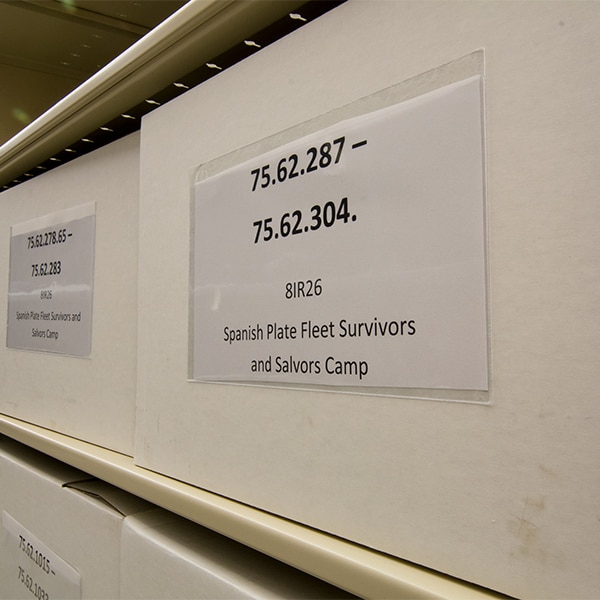 75.62.278.65 –
75.62.283
8IR26
Spanish Plate Fleet Survivors and
Salvors Camp
75.62.287 –
75.62.304.
8IR26
Spanish Plate Fleet Survivors
and Salvors Camp
75.62.1015 –